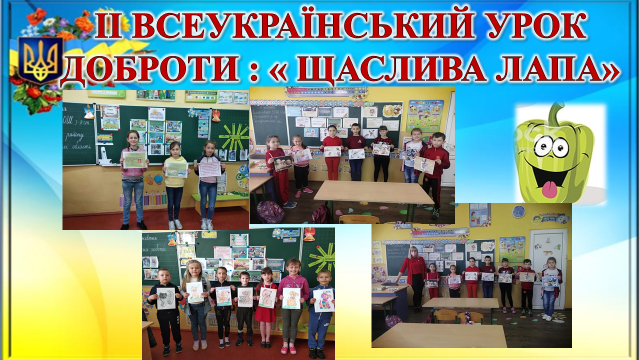 ІІ ВСЕУКРАЇНСЬКИЙ УРОК
ДОБРОТИ : « ЩАСЛИВА ЛАПА»